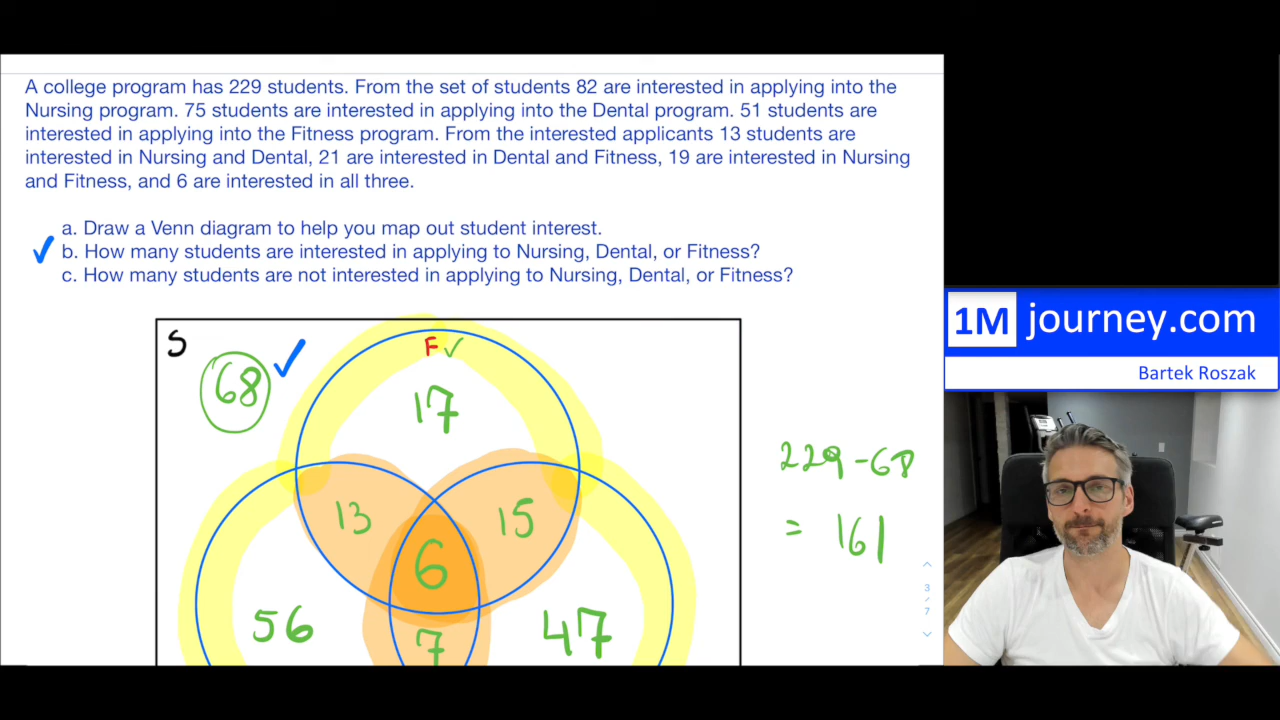 A college program has 229 students. From the set of students 82 are interested in applying into the
Nursing program. 75 students are interested in applying into the Dental program. 51 students are
interested in applying into the Fitness program. From the interested applicants 13 students are
interested in Nursing and Dental, 21 are interested in Dental and Fitness, 19 are interested in Nursing
and Fitness, and 6 are interested in all three.
a. Draw a Venn diagram to help you map out student interest.
b. How many students are interested in applying to Nursing, Dental, or Fitness?
c. How many students are not interested in applying to Nursing, Dental, or Fitness?
1M journey.com
Bartek Roszak
S
F
68
17
229-68
13
15
= 161
6
3
/
7
56
47
7